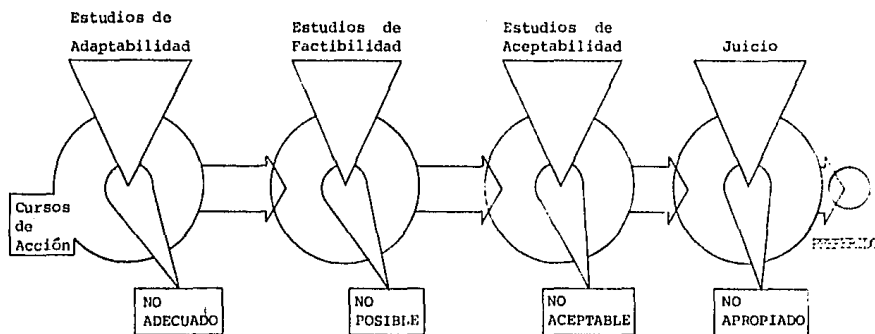 Estudios de
Adaptabilidad
Estudios de
Factibilidad
Estudios de
Aceptabilidad
Juicio
Cursos
de
Acción
NO
ADECUADO
NO
POSIBLE
NO
ACEPTABLE
NO
APROPIADO